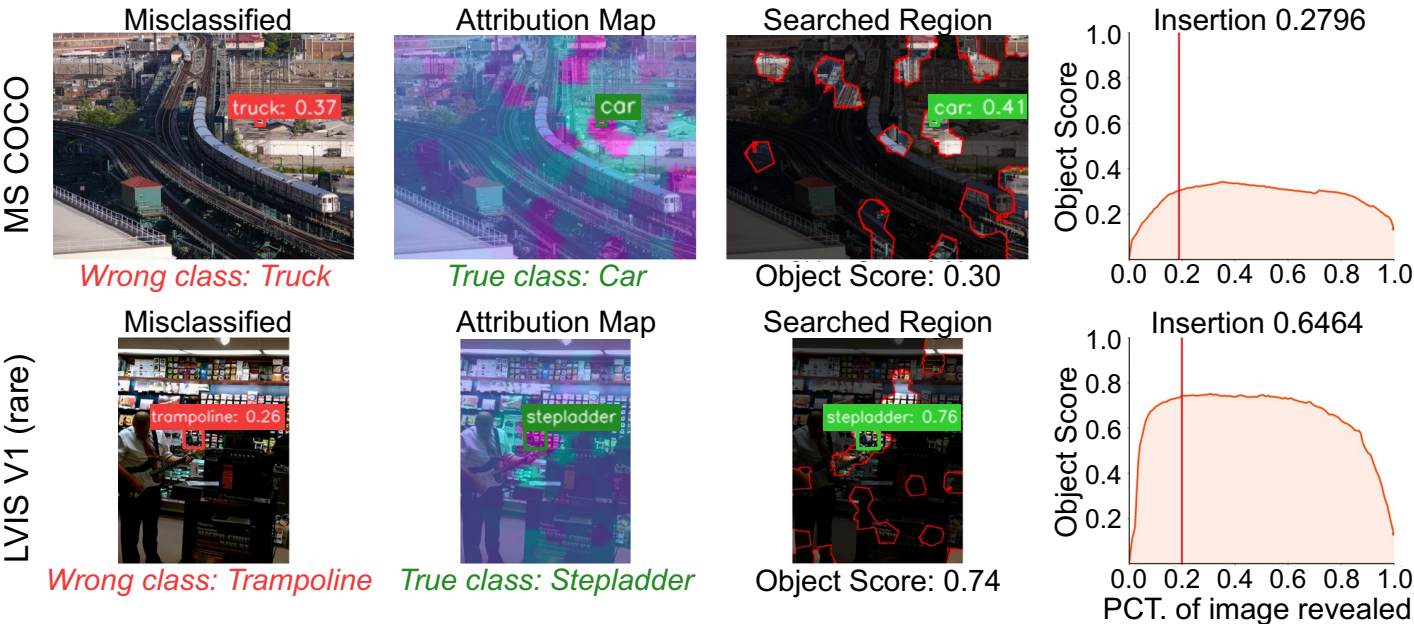 Misclassified
Attribution Map
Searched Region
Insertion 0.2796
MS COCO
truck: 0.37
car
car: 0.41
Object Score
1.0
0.8
0.6
0.4
0.2
0.0 0.2 0.4 0.6 0.8 1.0
Wrong class: Truck
True class: Car
Object Score: 0.30
Misclassified
Attribution Map
Searched Region
Insertion 0.6464
LVIS V1 (rare)
trampoline: 0.26
stepladder
stepladder: 0.76
Object Score
1.0
0.8
0.6
0.4
0.2
0.0 0.2 0.4 0.6 0.8 1.0
Wrong class: Trampoline
True class: Stepladder
Object Score: 0.74
PCT. of image revealed